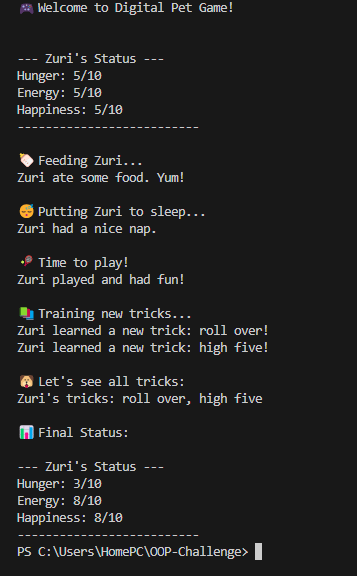 🎮 Welcome to Digital Pet Game!
--- Zuri's Status ---
Hunger: 5/10
Energy: 5/10
Happiness: 5/10
--------------------------
🍗 Feeding Zuri...
Zuri ate some food. Yum!
😴 Putting Zuri to sleep...
Zuri had a nice nap.
🎾 Time to play!
Zuri played and had fun!
📚 Training new tricks...
Zuri learned a new trick: roll over!
Zuri learned a new trick: high five!
🐶 Let's see all tricks:
Zuri's tricks: roll over, high five
📊 Final Status:
--- Zuri's Status ---
Hunger: 3/10
Energy: 8/10
Happiness: 8/10
--------------------------
PS C:\Users\HomePC\OOP-Challenge>